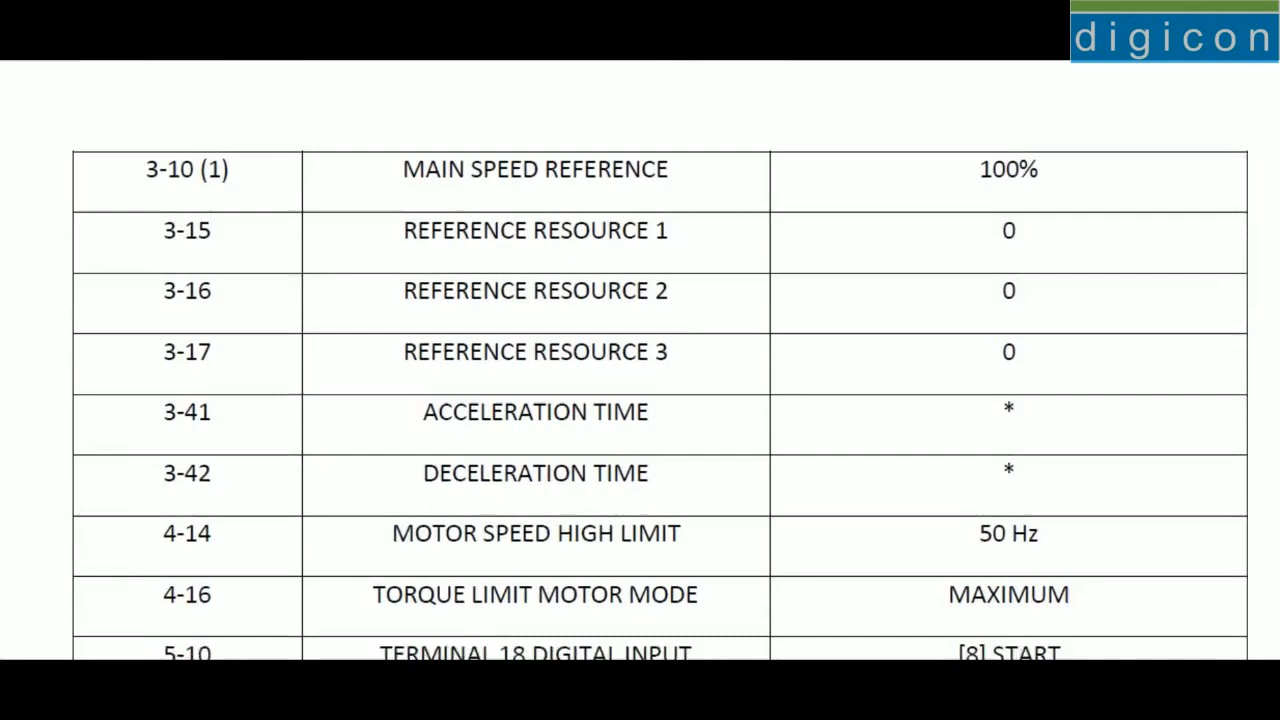 digicon
3-10 (1) MAIN SPEED REFERENCE 100%
3-15 REFERENCE RESOURCE 1 0
3-16 REFERENCE RESOURCE 2 0
3-17 REFERENCE RESOURCE 3 0
3-41 ACCELERATION TIME *
3-42 DECELERATION TIME *
4-14 MOTOR SPEED HIGH LIMIT 50 Hz
4-16 TORQUE LIMIT MOTOR MODE MAXIMUM
5-10 TERMINAL 18 DIGITAL INPUT [8] START